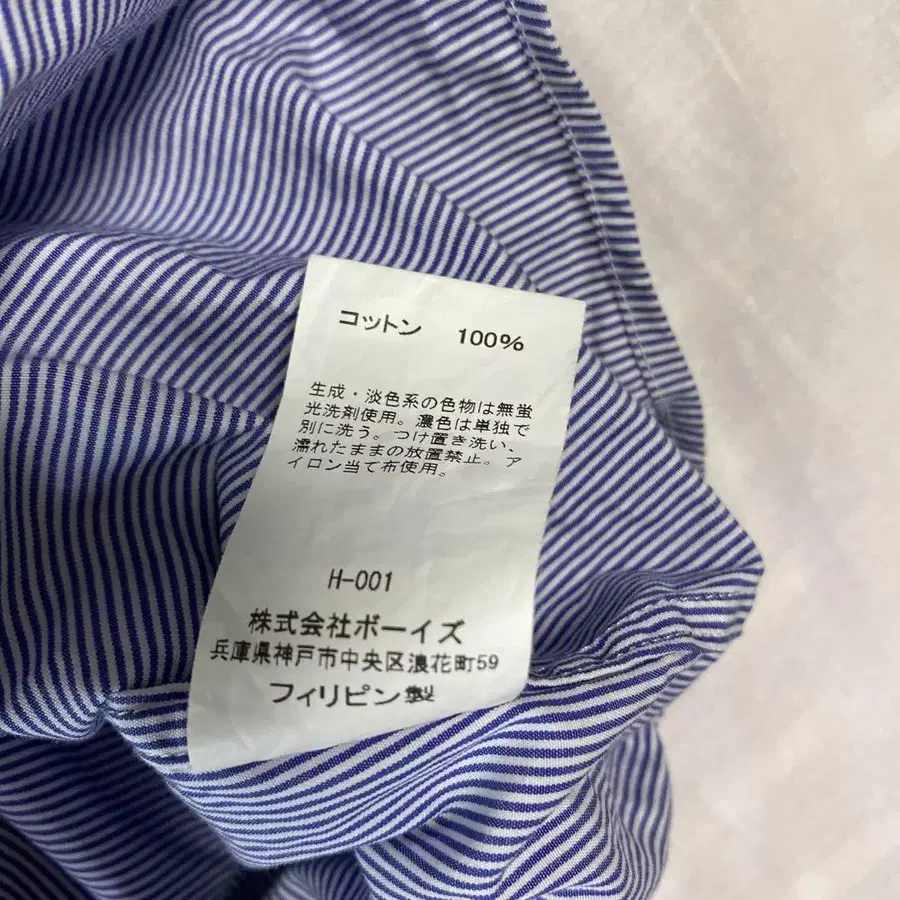 コットン 100%
生成・淡色系の色物は無蛍
光洗剤使用。濃色は単独で
別に洗う。つけ置き洗い、
濡れたままの放置禁止。ア
イロン当て布使用。
H-001
株式会社ボーイズ
兵庫県神戸市中央区浪花町59
フィリピン製